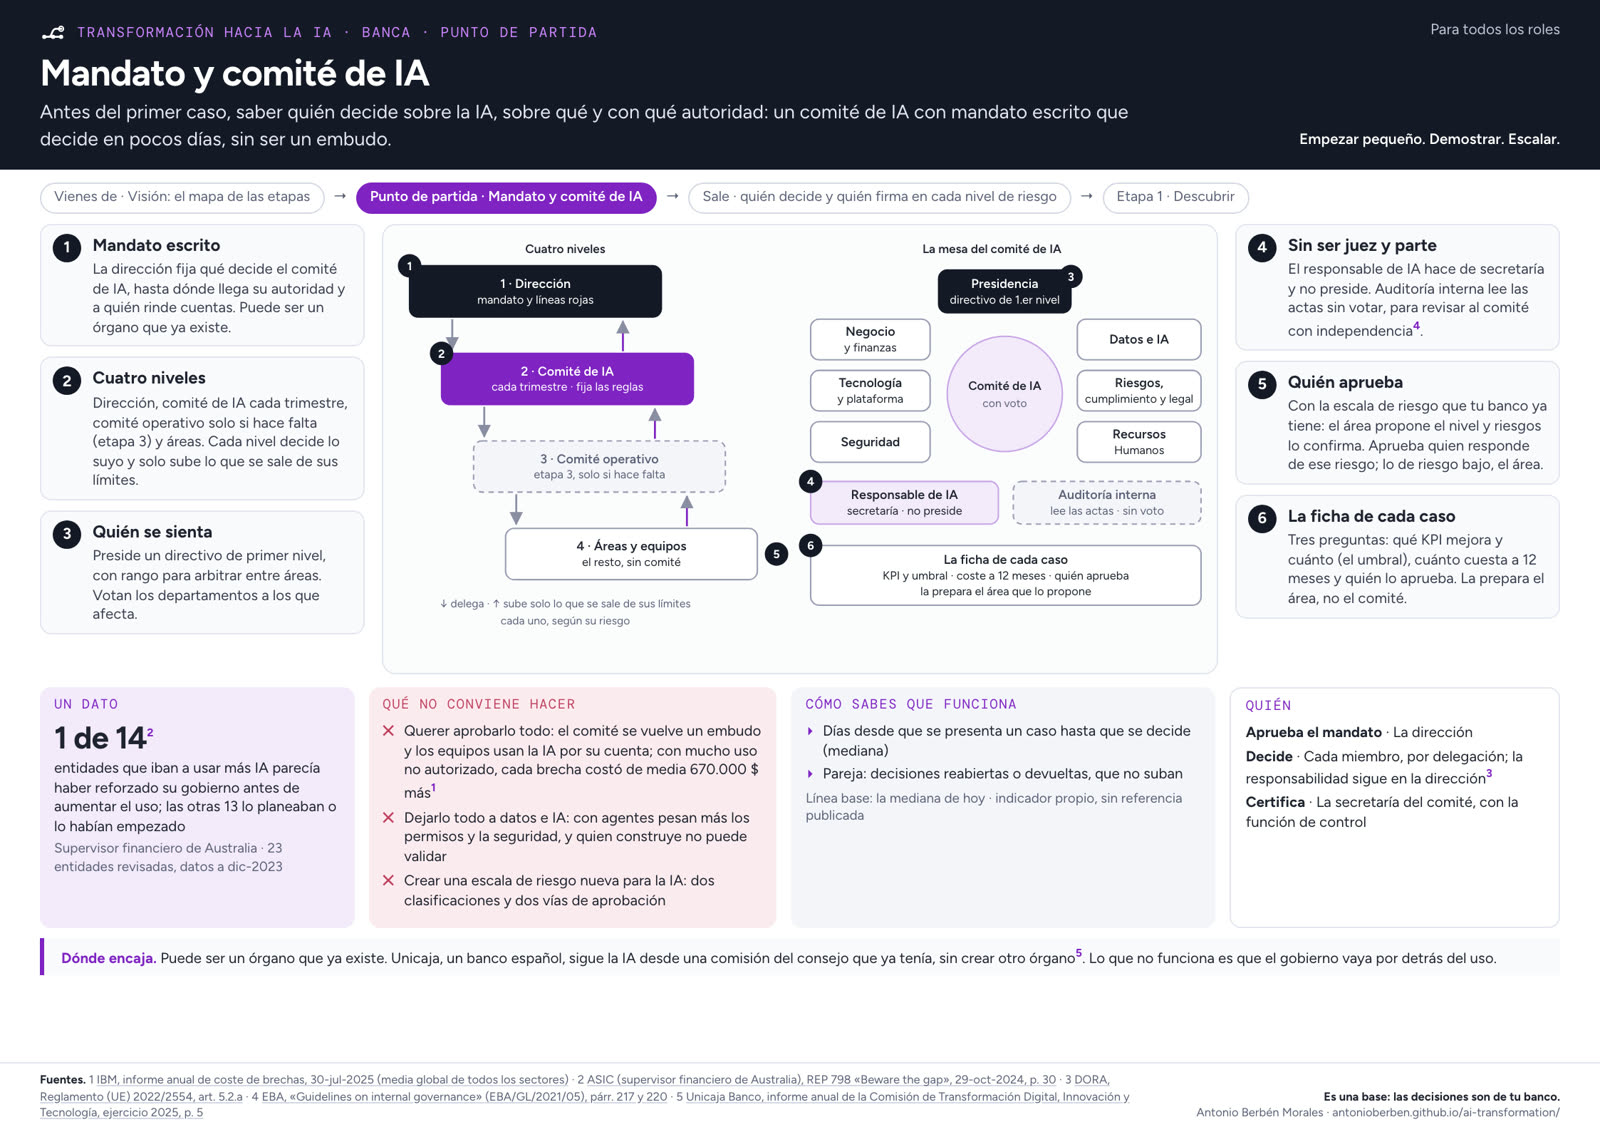 TRANSFORMACIÓN HACIA LA IA · BANCA · PUNTO DE PARTIDA
Para todos los roles
Mandato y comité de IA
Antes del primer caso, saber quién decide sobre la IA, sobre qué y con qué autoridad: un comité de IA con mandato escrito que
decide en pocos días, sin ser un embudo.
Empezar pequeño. Demostrar. Escalar.
Vienes de · Visión: el mapa de las etapas → Punto de partida · Mandato y comité de IA → Sale · quién decide y quién firma en cada nivel de riesgo → Etapa 1 · Descubrir
1 Mandato escrito
La dirección fija qué decide el comité
de IA, hasta dónde llega su autoridad y
a quién rinde cuentas. Puede ser un
órgano que ya existe.
2 Cuatro niveles
Dirección, comité de IA cada trimestre,
comité operativo solo si hace falta
(etapa 3) y áreas. Cada nivel decide lo
suyo y solo sube lo que se sale de sus
límites.
3 Quién se sienta
Preside un directivo de primer nivel,
con rango para arbitrar entre áreas.
Votan los departamentos a los que
afecta.
Cuatro niveles
1
1 · Dirección
mandato y líneas rojas
2
2 · Comité de IA
cada trimestre · fija las reglas
3 · Comité operativo
etapa 3, solo si hace falta
4 · Áreas y equipos
el resto, sin comité
5
↓ delega · ↑ sube solo lo que se sale de sus límites
cada uno, según su riesgo
La mesa del comité de IA
3
Presidencia
directivo de 1.er nivel
Negocio
y finanzas
Tecnología
y plataforma
Seguridad
Comité de IA
con voto
Datos e IA
Riesgos,
cumplimiento y legal
Recursos
Humanos
4
Responsable de IA
secretaría · no preside
Auditoría interna
lee las actas · sin voto
6
La ficha de cada caso
KPI y umbral · coste a 12 meses · quién aprueba
la prepara el área que lo propone
4 Sin ser juez y parte
El responsable de IA hace de secretaría
y no preside. Auditoría interna lee las
actas sin votar, para revisar al comité
con independencia4.
5 Quién aprueba
Con la escala de riesgo que tu banco ya
tiene: el área propone el nivel y riesgos
lo confirma. Aprueba quien responde
de ese riesgo; lo de riesgo bajo, el área.
6 La ficha de cada caso
Tres preguntas: qué KPI mejora y
cuánto (el umbral), cuánto cuesta a 12
meses y quién lo aprueba. La prepara el
área, no el comité.
UN DATO
1 de 14²
entidades que iban a usar más IA parecía
haber reforzado su gobierno antes de
aumentar el uso; las otras 13 lo planeaban o
lo habían empezado
Supervisor financiero de Australia · 23
entidades revisadas, datos a dic-2023
QUÉ NO CONVIENE HACER
✕ Querer aprobarlo todo: el comité se vuelve un embudo
y los equipos usan la IA por su cuenta; con mucho uso
no autorizado, cada brecha costó de media 670.000 $
más¹
✕ Dejarlo todo a datos e IA: con agentes pesan más los
permisos y la seguridad, y quien construye no puede
validar
✕ Crear una escala de riesgo nueva para la IA: dos
clasificaciones y dos vías de aprobación
CÓMO SABES QUE FUNCIONA
Días desde que se presenta un caso hasta que se decide
(mediana)
Pareja: decisiones reabiertas o devueltas, que no suban
Línea base: la mediana de hoy · indicador propio, sin referencia
publicada
QUIÉN
Aprueba el mandato · La dirección
Decide · Cada miembro, por delegación; la
responsabilidad sigue en la dirección³
Certifica · La secretaría del comité, con la
función de control
Dónde encaja. Puede ser un órgano que ya existe. Unicaja, un banco español, sigue la IA desde una comisión del consejo que ya tenía, sin crear otro órgano⁵. Lo que no funciona es que el gobierno vaya por detrás del uso.
Fuentes. 1 IBM, informe anual de coste de brechas, 30-jul-2025 (media global de todos los sectores) · 2 ASIC (supervisor financiero de Australia), REP 798 «Beware the gap», 29-oct-2024, p. 30 · 3 DORA,
Reglamento (UE) 2022/2554, art. 5.2.a · 4 EBA, «Guidelines on internal governance» (EBA/GL/2021/05), párr. 217 y 220 · 5 Unicaja Banco, informe anual de la Comisión de Transformación Digital, Innovación y
Tecnología, ejercicio 2025, p. 5
Es una base: las decisiones son de tu banco.
Antonio Berbén Morales · antonioberben.github.io/ai-transformation/